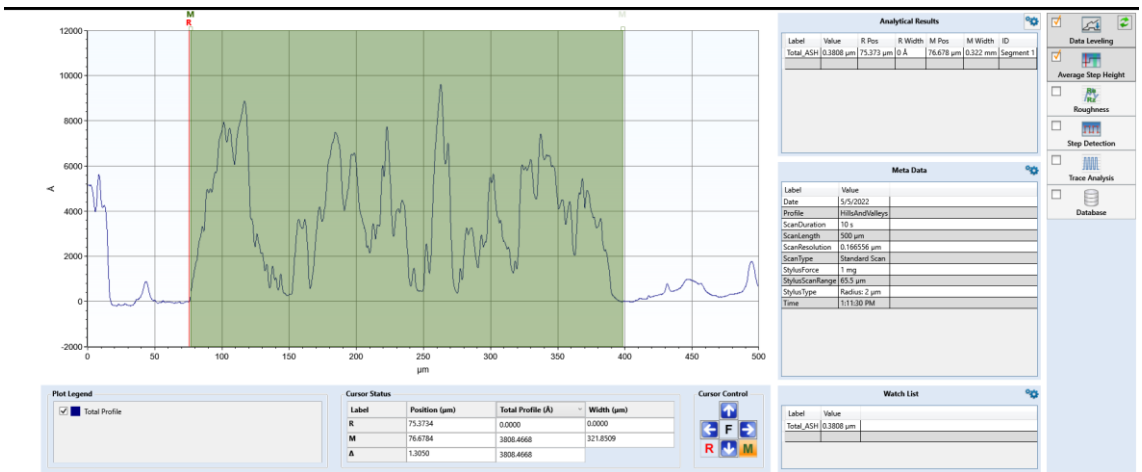 M
R
M
12000
10000
8000
6000
4000
2000
0
-2000
Å
0 50 100 150 200 250 300 350 400 450 500
µm
Analytical Results
Label Value R Pos R Width M Pos M Width ID
Total_ASH 0.3808 µm 75.373 µm 0 Å 76.678 µm 0.322 mm Segment 1
Meta Data
Label Value
Date 5/5/2022
Profile HillsAndValleys
ScanDuration 10 s
ScanLength 500 µm
ScanResolution 0.166556 µm
ScanType Standard Scan
StylusForce 1 mg
StylusScanRange 65.5 µm
StylusType Radius: 2 µm
Time 1:11:30 PM
Data Leveling
Average Step Height
Roughness
Step Detection
Trace Analysis
Database
Plot Legend
Total Profile
Cursor Status
Label Position (µm) Total Profile (Å) Width (µm)
R 75.3734 0.0000 0.0000
M 76.6784 3808.4668 321.8509
Δ 1.3050 3808.4668
Cursor Control
F
R M
Watch List
Label Value
Total_ASH 0.3808 µm